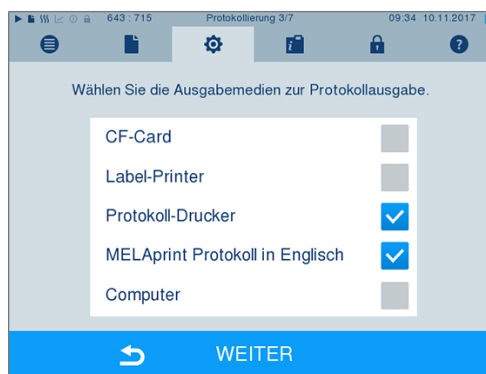 643 : 715 Protokollierung 3/7 09:34 10.11.2017
Wählen Sie die Ausgabemedien zur Protokollausgabe.
CF-Card
Label-Printer
Protokoll-Drucker
MELAprint Protokoll in Englisch
Computer
WEITER